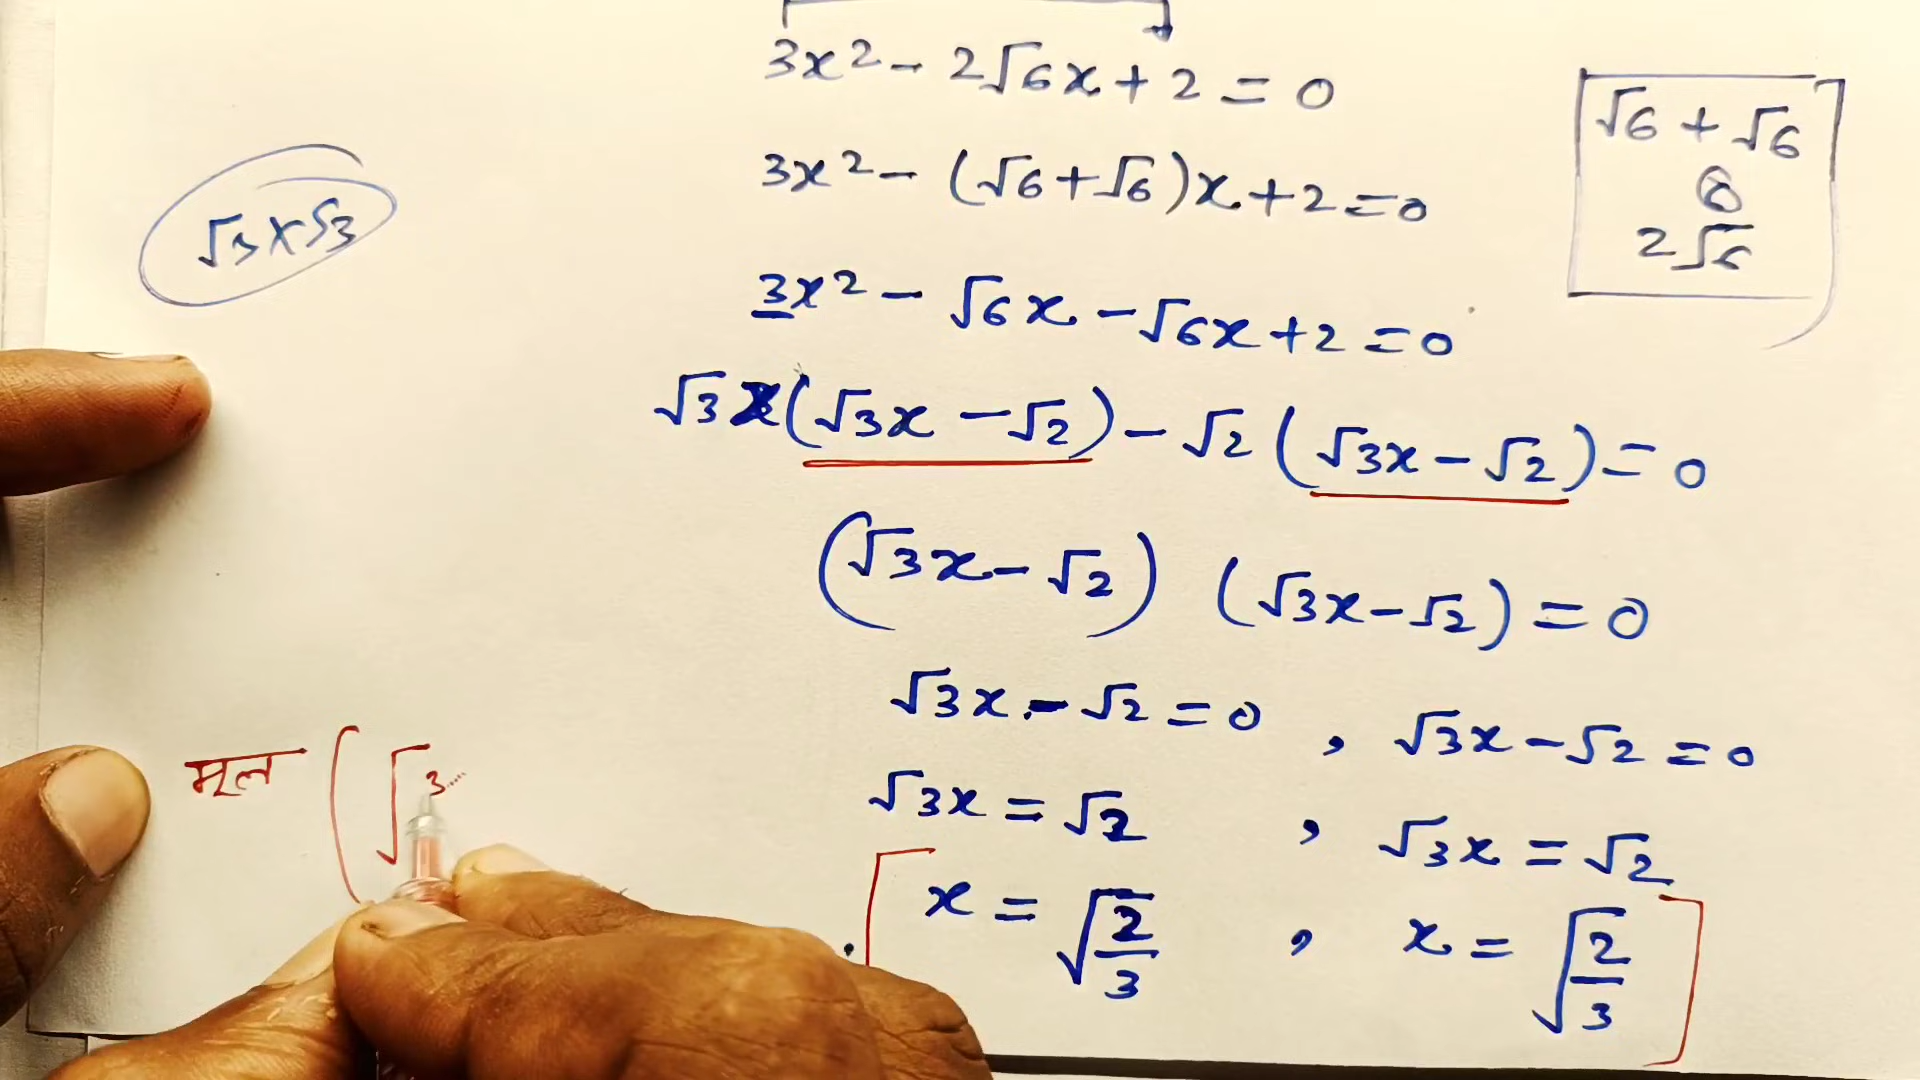 3x² - 2√6x + 2 = 0
3x² - (√6 + √6)x + 2 = 0
√6 + √6
2√6
√3 x √3
3x² - √6x - √6x + 2 = 0
√3x(√3x - √2) - √2(√3x - √2) = 0
(√3x - √2) (√3x - √2) = 0
√3x - √2 = 0 , √3x - √2 = 0
√3x = √2 , √3x = √2
x = √2/3 , x = √2/3
मूल (√3